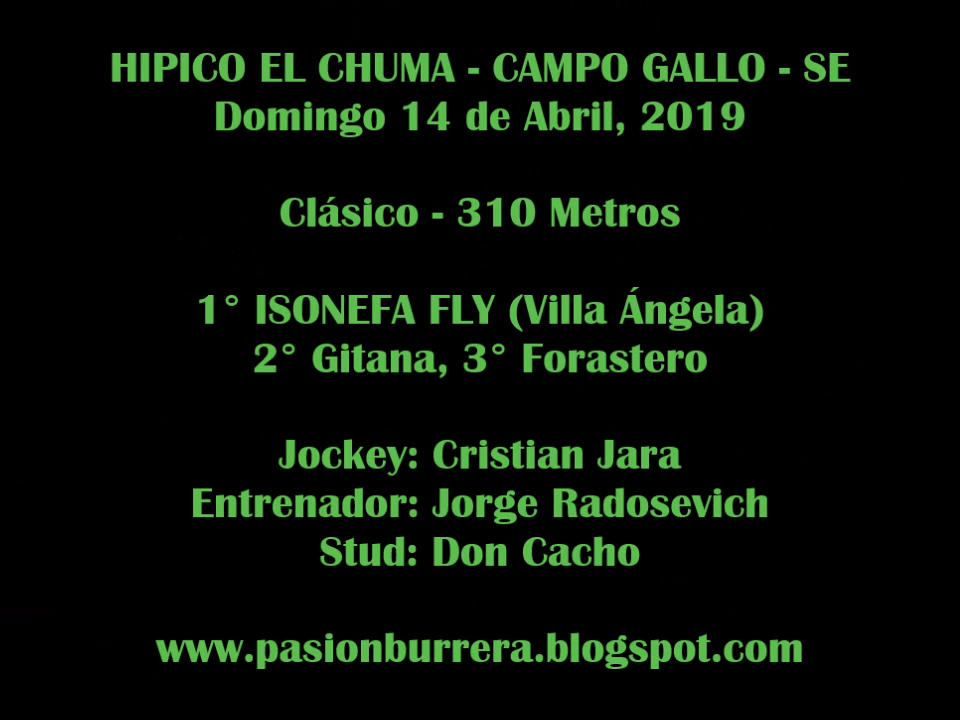 HIPICO EL CHUMA - CAMPO GALLO - SE
Domingo 14 de Abril, 2019
Clásico - 310 Metros
1° ISONEFA FLY (Villa Ángela)
2° Gitana, 3° Forastero
Jockey: Cristian Jara
Entrenador: Jorge Radosevich
Stud: Don Cacho
www.pasionburrera.blogspot.com